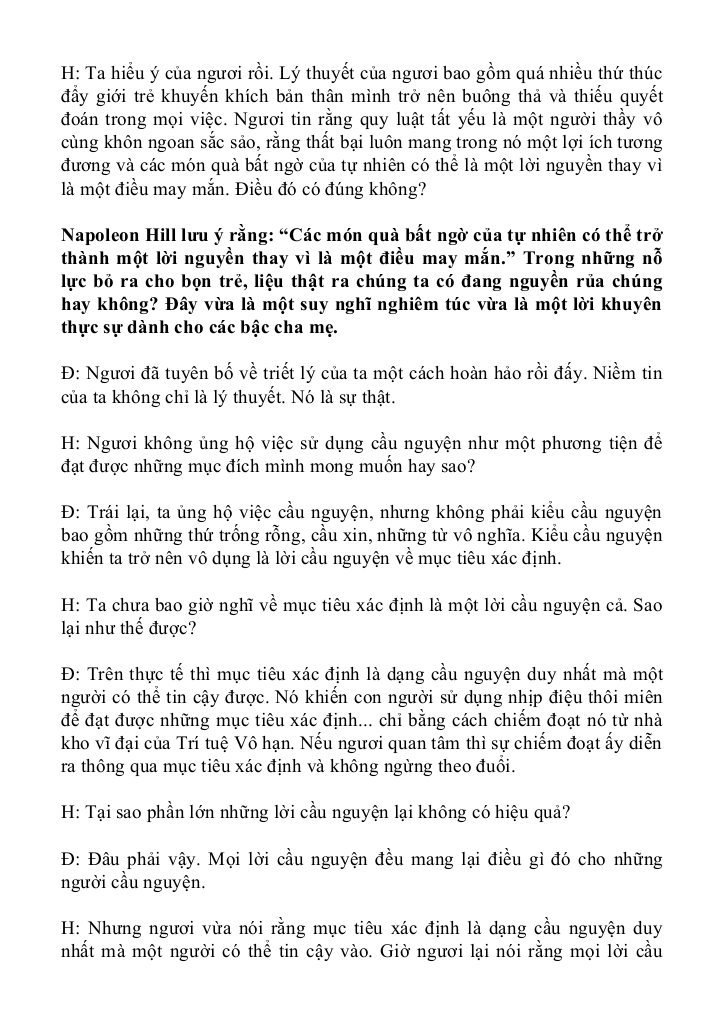 H: Ta hiểu ý của ngươi rồi. Lý thuyết của ngươi bao gồm quá nhiều thứ thúc
đẩy giới trẻ khuyến khích bản thân mình trở nên buông thả và thiếu quyết
đoán trong mọi việc. Ngươi tin rằng quy luật tất yếu là một người thầy vô
cùng khôn ngoan sắc sảo, rằng thất bại luôn mang trong nó một lợi ích tương
đương và các món quà bất ngờ của tự nhiên có thể là một lời nguyền thay vì
là một điều may mắn. Điều đó có đúng không?
Napoleon Hill lưu ý rằng: “Các món quà bất ngờ của tự nhiên có thể trở
thành một lời nguyền thay vì là một điều may mắn.” Trong những nỗ
lực bỏ ra cho bọn trẻ, liệu thật ra chúng ta có đang nguyền rủa chúng
hay không? Đây vừa là một suy nghĩ nghiêm túc vừa là một lời khuyên
thực sự dành cho các bậc cha mẹ.
Đ: Ngươi đã tuyên bố về triết lý của ta một cách hoàn hảo rồi đấy. Niềm tin
của ta không chỉ là lý thuyết. Nó là sự thật.
H: Ngươi không ủng hộ việc sử dụng cầu nguyện như một phương tiện để
đạt được những mục đích mình mong muốn hay sao?
Đ: Trái lại, ta ủng hộ việc cầu nguyện, nhưng không phải kiểu cầu nguyện
bao gồm những thứ trống rỗng, cầu xin, những từ vô nghĩa. Kiểu cầu nguyện
khiến ta trở nên vô dụng là lời cầu nguyện về mục tiêu xác định.
H: Ta chưa bao giờ nghĩ về mục tiêu xác định là một lời cầu nguyện cả. Sao
lại như thế được?
Đ: Trên thực tế thì mục tiêu xác định là dạng cầu nguyện duy nhất mà một
người có thể tin cậy được. Nó khiến con người sử dụng nhịp điệu thôi miên
để đạt được những mục tiêu xác định... chỉ bằng cách chiếm đoạt nó từ nhà
kho vĩ đại của Trí tuệ Vô hạn. Nếu ngươi quan tâm thì sự chiếm đoạt ấy diễn
ra thông qua mục tiêu xác định và không ngừng theo đuổi.
H: Tại sao phần lớn những lời cầu nguyện lại không có hiệu quả?
Đ: Đâu phải vậy. Mọi lời cầu nguyện đều mang lại điều gì đó cho những
người cầu nguyện.
H: Nhưng ngươi vừa nói rằng mục tiêu xác định là dạng cầu nguyện duy
nhất mà một người có thể tin cậy vào. Giờ ngươi lại nói rằng mọi lời cầu